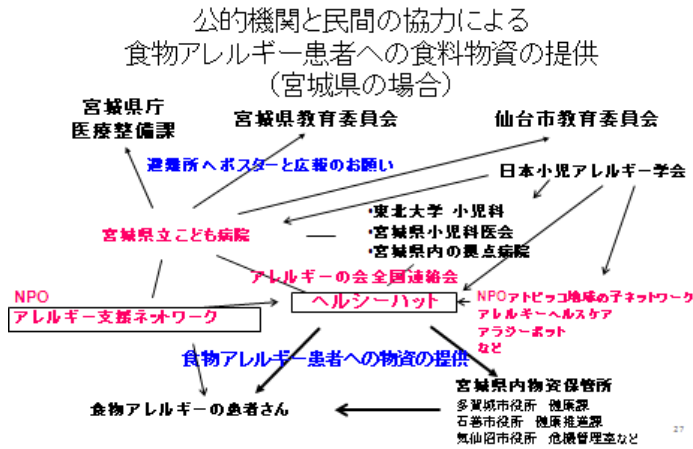 公的機関と民間の協力による
食物アレルギー患者への食料物資の提供
（宮城県の場合）
宮城県庁
医療整備課
宮城県教育委員会
仙台市教育委員会
避難所へポスターと広報のお願い
日本小児アレルギー学会
・東北大学 小児科
・宮城県小児科医会
・宮城県内の拠点病院
宮城県立こども病院
アレルギーの会全国連絡会
ヘルシーハット
NPO
アレルギー支援ネットワーク
NPOアトピッコ地球の子ネットワーク
アレルギーヘルスケア
アラジーポット
など
食物アレルギー患者への物資の提供
宮城県内物資保管所
多賀城市役所 健康課
石巻市役所 健康推進課
気仙沼市役所 危機管理室など
食物アレルギーの患者さん
27